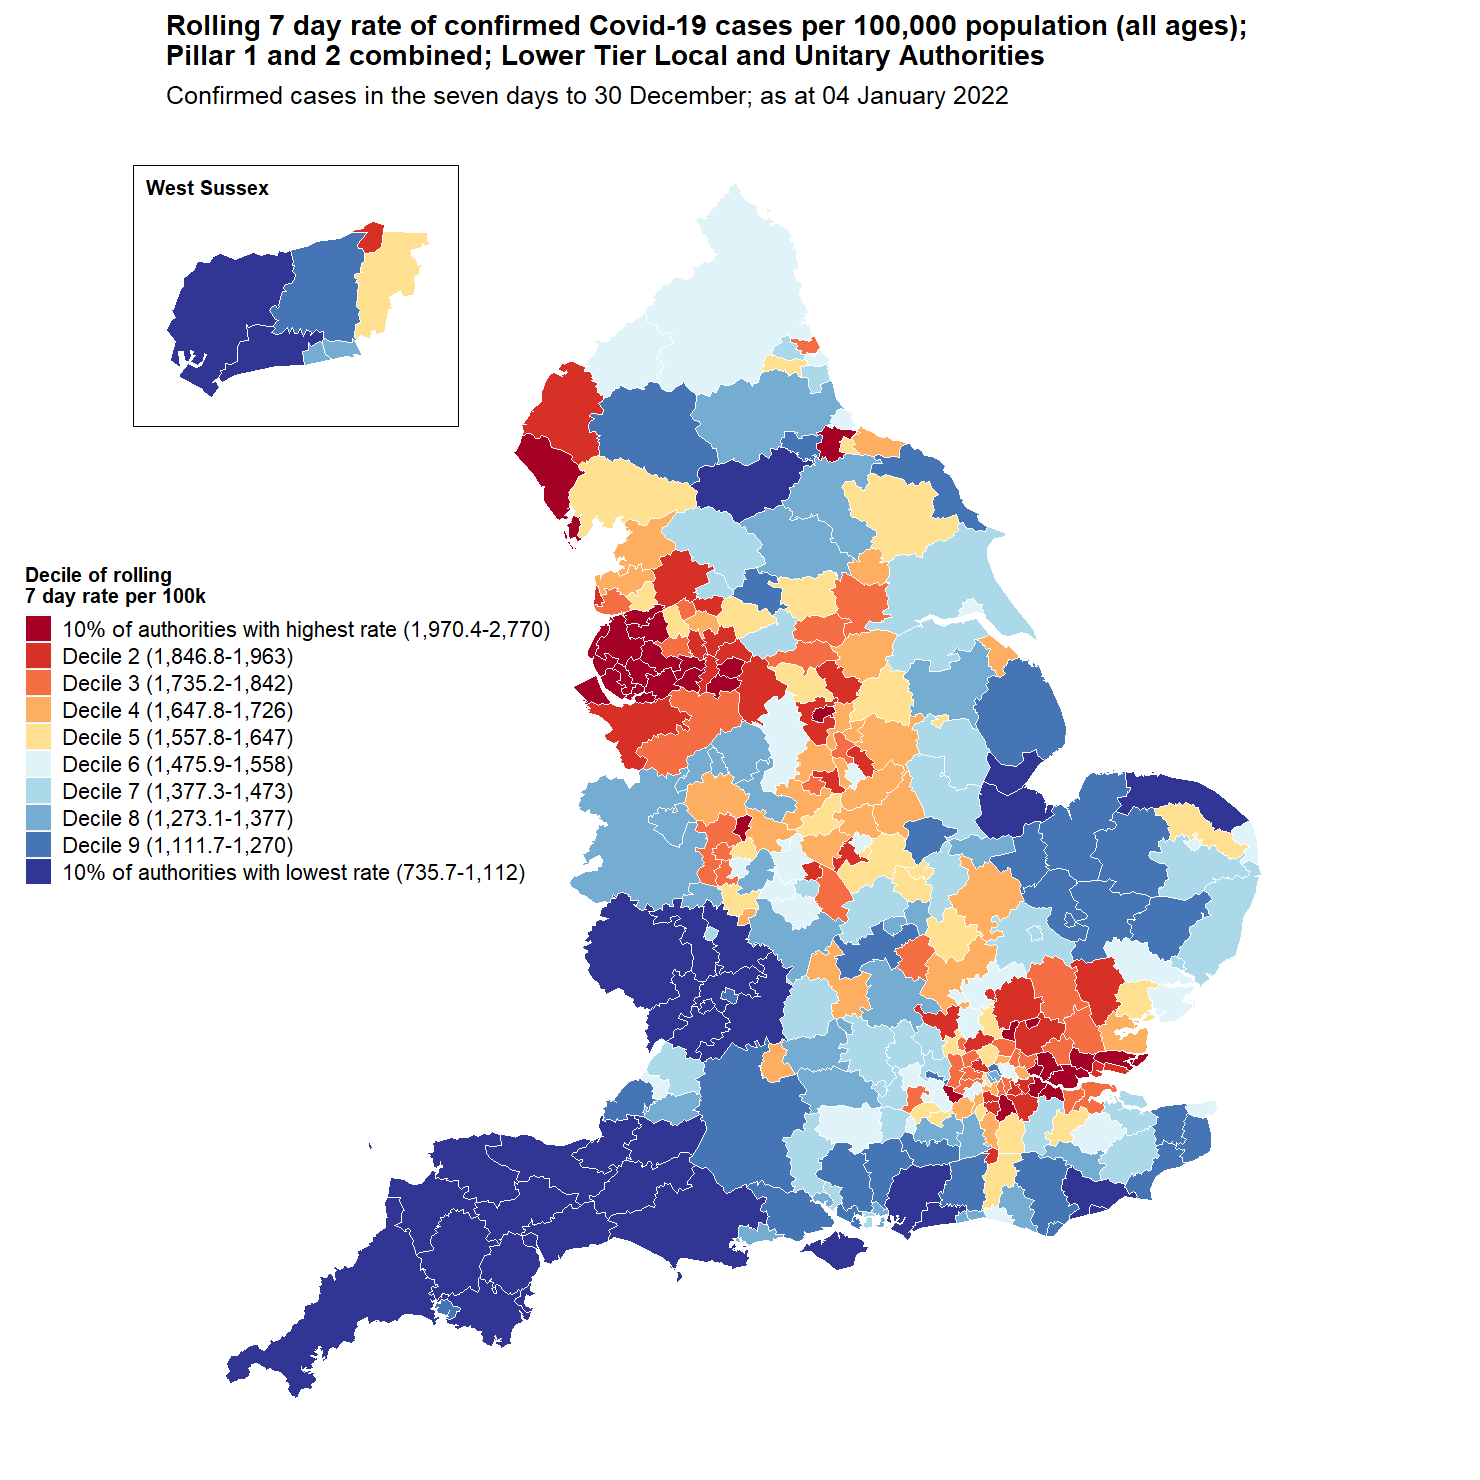 Rolling 7 day rate of confirmed Covid-19 cases per 100,000 population (all ages);
Pillar 1 and 2 combined; Lower Tier Local and Unitary Authorities
Confirmed cases in the seven days to 30 December; as at 04 January 2022
West Sussex
Decile of rolling
7 day rate per 100k
10% of authorities with highest rate (1,970.4-2,770)
Decile 2 (1,846.8-1,963)
Decile 3 (1,735.2-1,842)
Decile 4 (1,647.8-1,726)
Decile 5 (1,557.8-1,647)
Decile 6 (1,475.9-1,558)
Decile 7 (1,377.3-1,473)
Decile 8 (1,273.1-1,377)
Decile 9 (1,111.7-1,270)
10% of authorities with lowest rate (735.7-1,112)